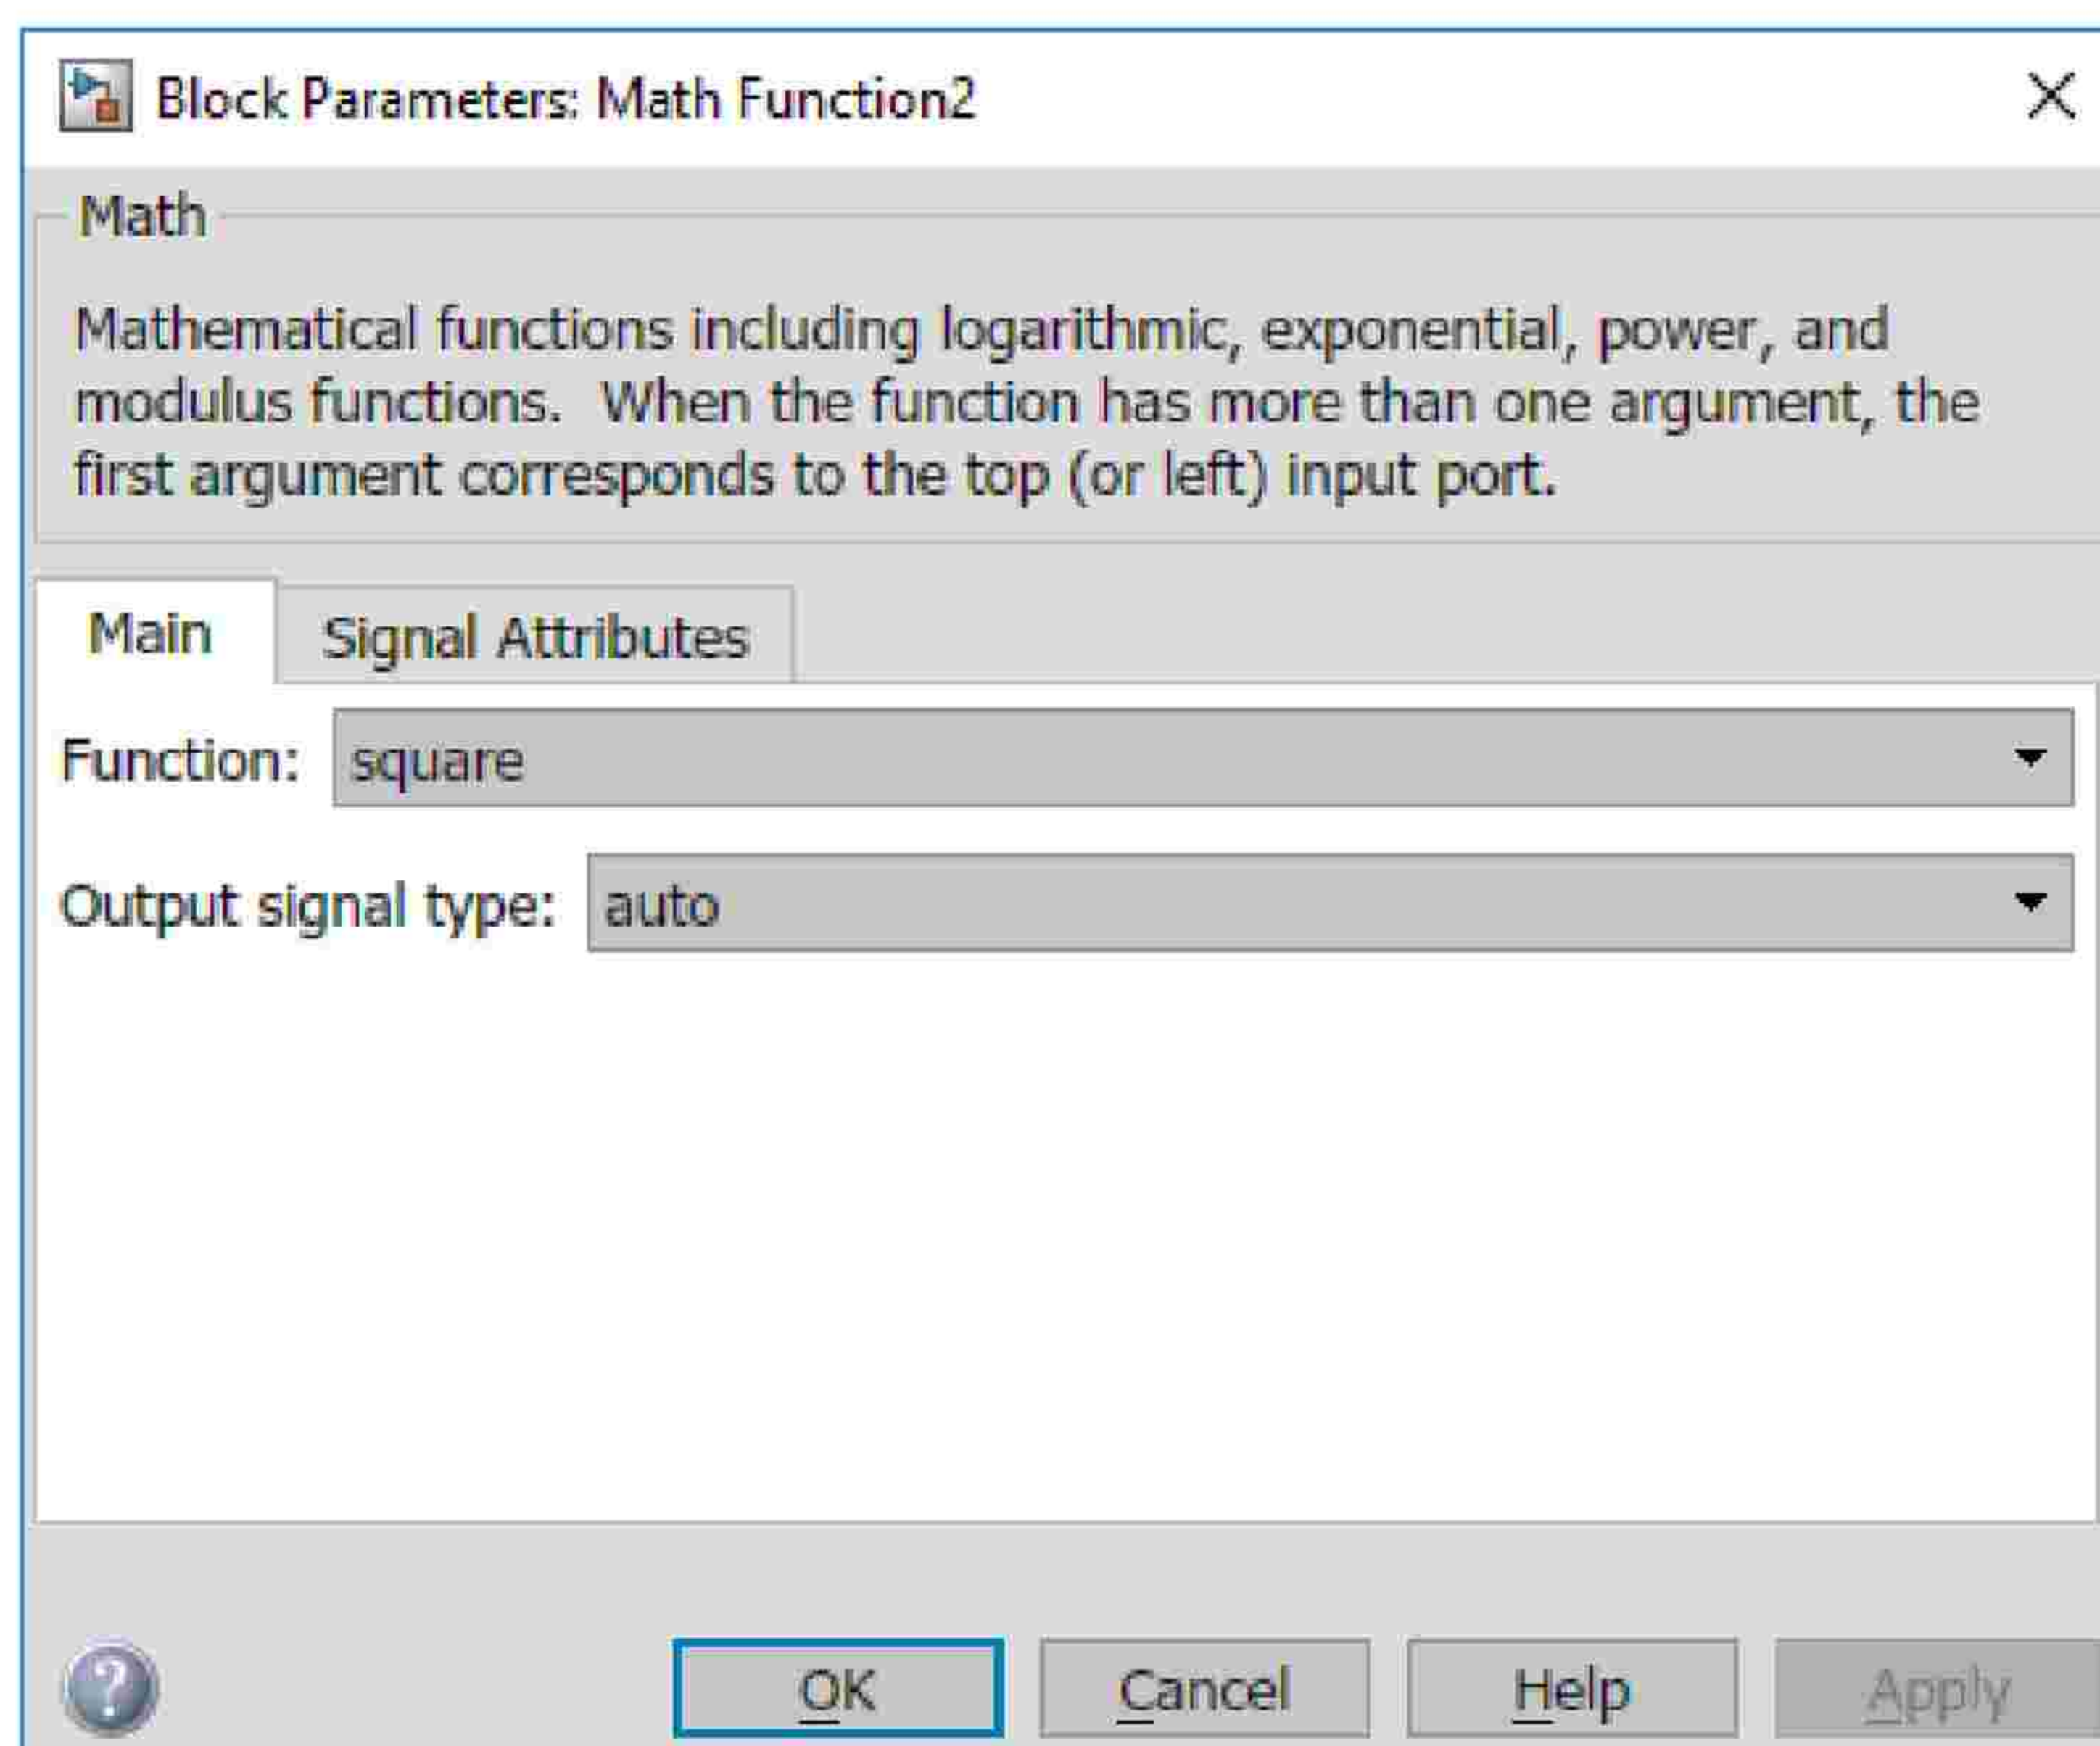 Block Parameters: Math Function2
Math
Mathematical functions including logarithmic, exponential, power, and
modulus functions.  When the function has more than one argument, the
first argument corresponds to the top (or left) input port.
Main Signal Attributes
Function: square
Output signal type: auto
? OK Cancel Help Apply